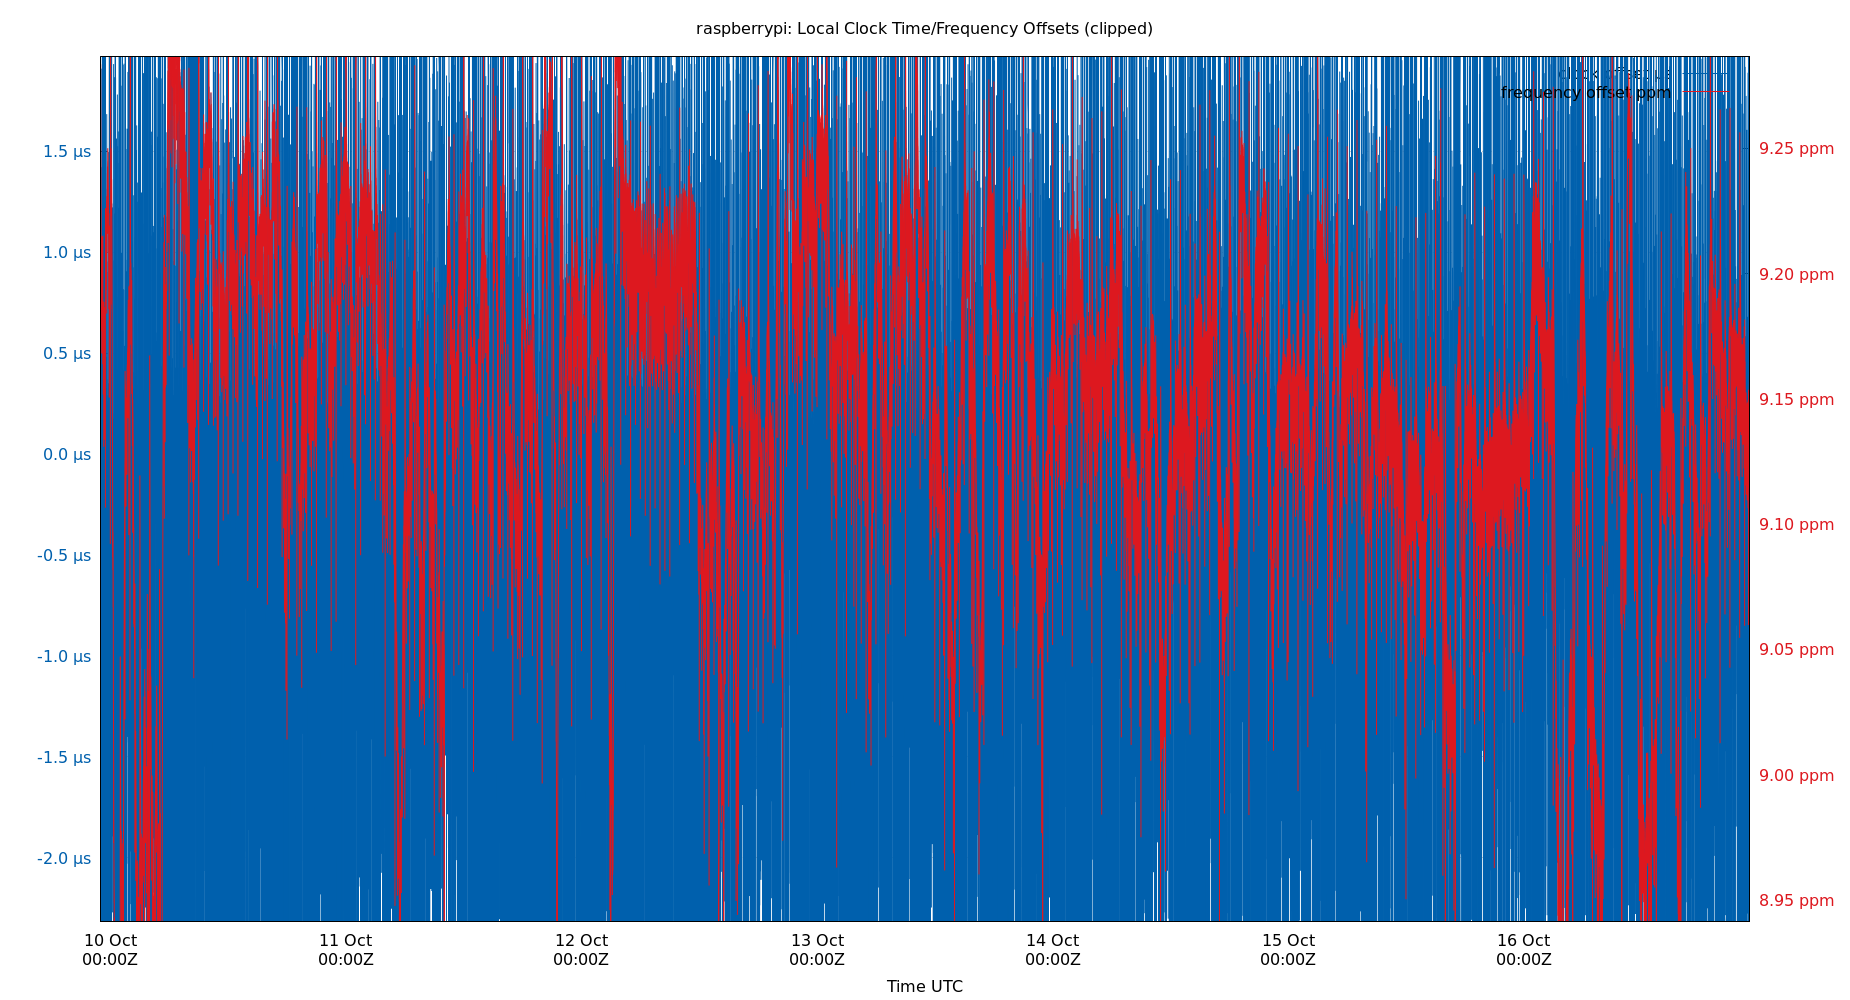 raspberrypi: Local Clock Time/Frequency Offsets (clipped)
clock offset µs
frequency offset ppm
1.5 µs
1.0 µs
0.5 µs
0.0 µs
-0.5 µs
-1.0 µs
-1.5 µs
-2.0 µs
9.25 ppm
9.20 ppm
9.15 ppm
9.10 ppm
9.05 ppm
9.00 ppm
8.95 ppm
10 Oct 11 Oct 12 Oct 13 Oct 14 Oct 15 Oct 16 Oct
00:00Z 00:00Z 00:00Z 00:00Z 00:00Z 00:00Z 00:00Z
Time UTC